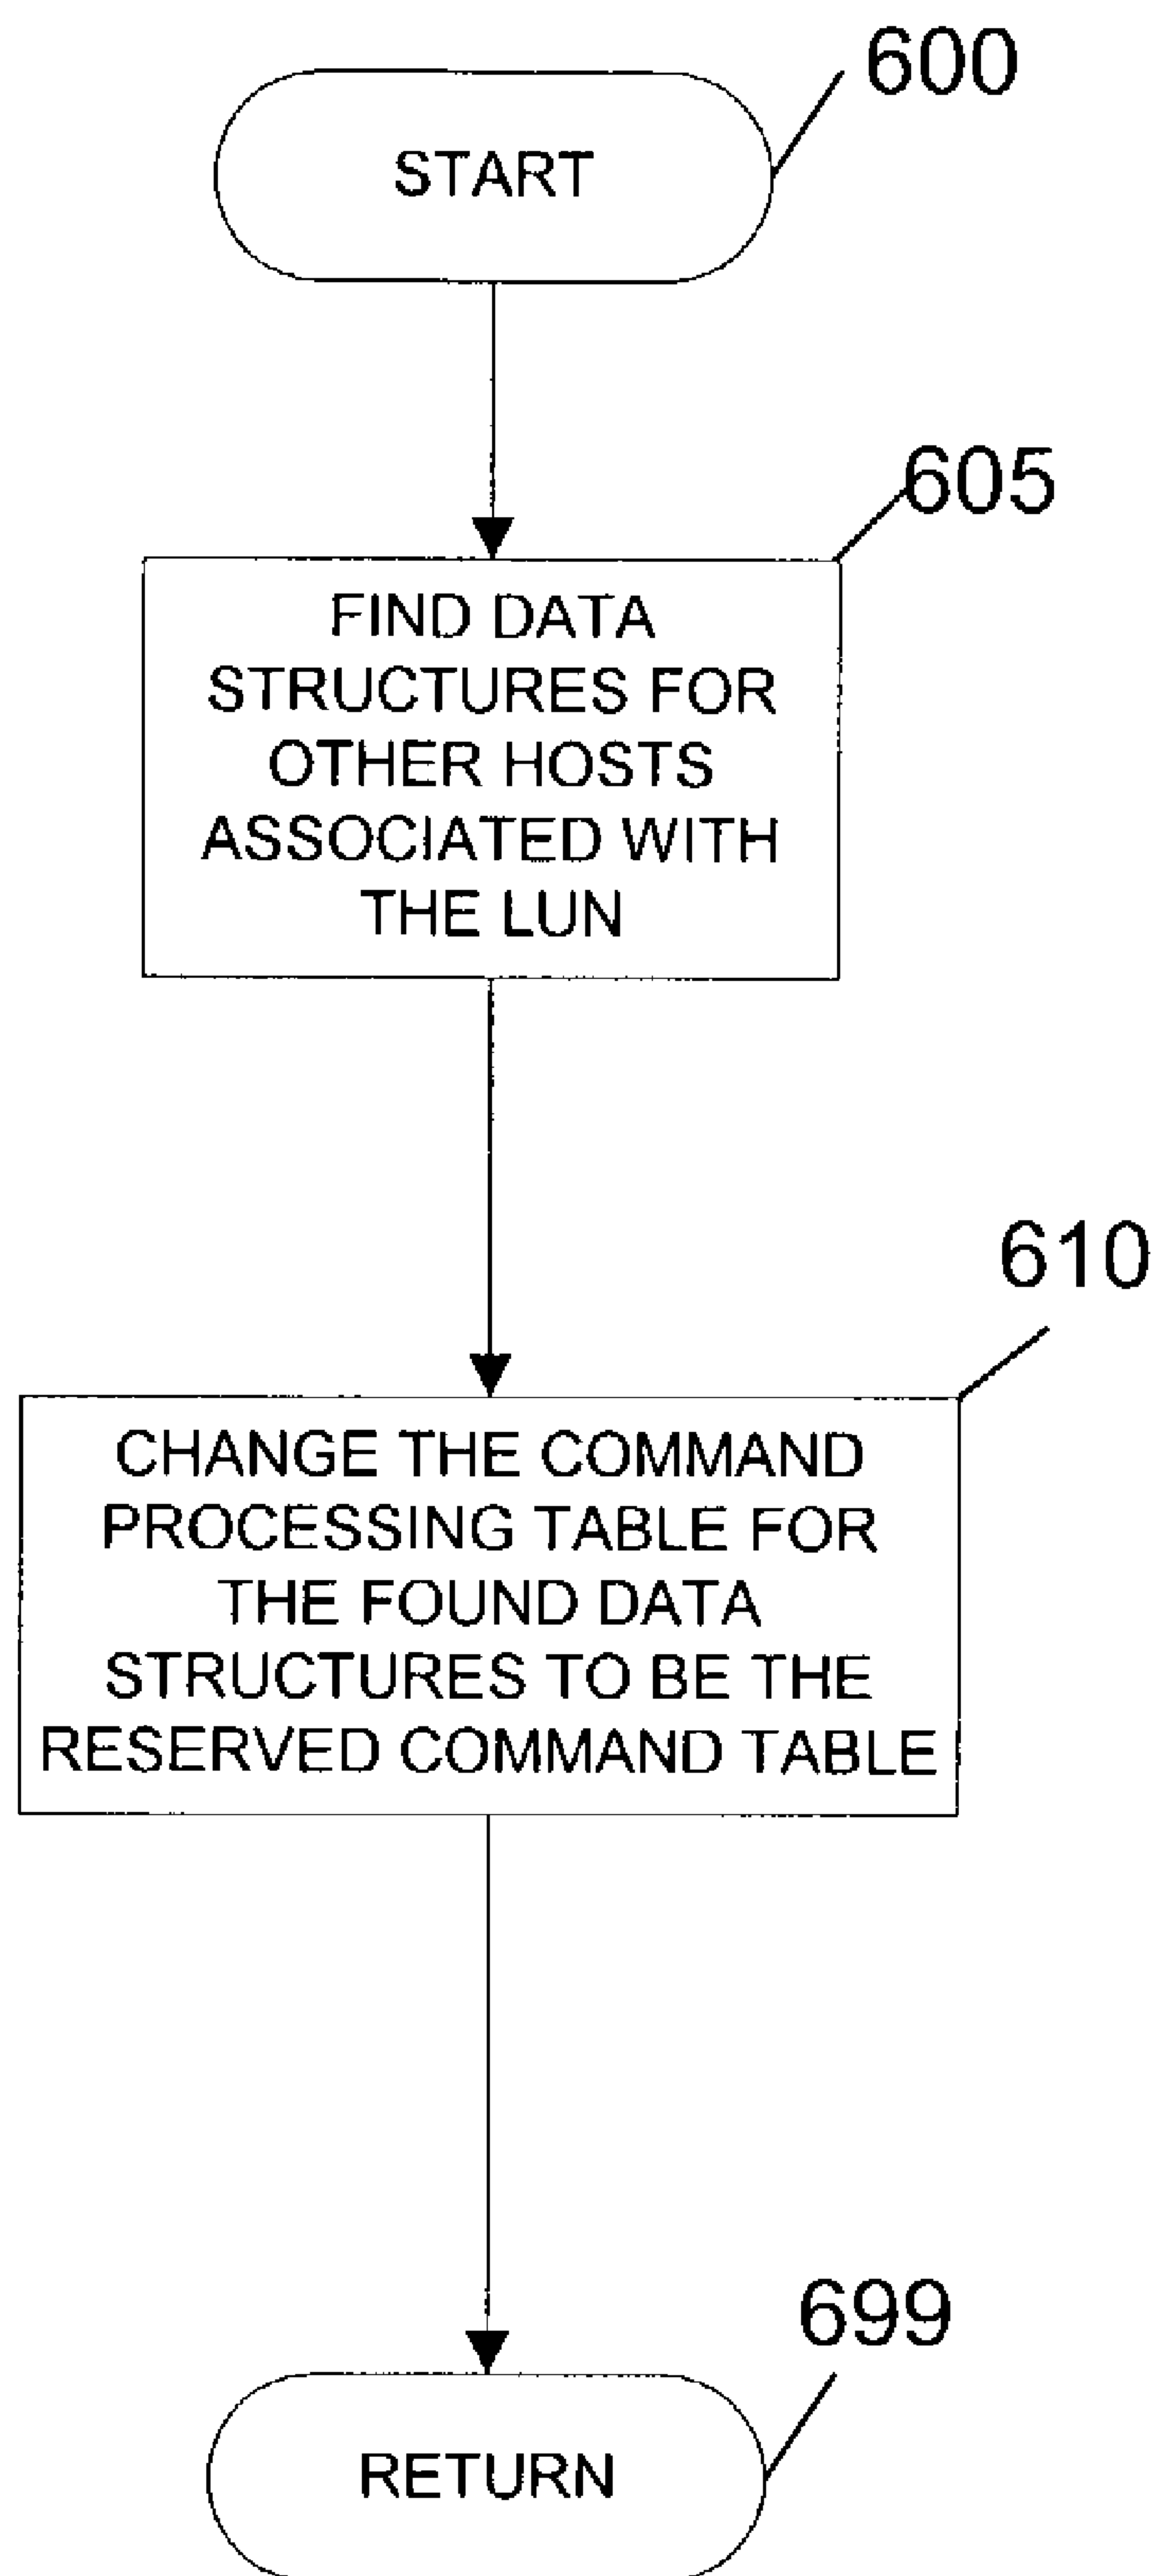 600
START
605
FIND DATA
STRUCTURES FOR
OTHER HOSTS
ASSOCIATED WITH
THE LUN
610
CHANGE THE COMMAND
PROCESSING TABLE FOR
THE FOUND DATA
STRUCTURES TO BE THE
RESERVED COMMAND TABLE
699
RETURN